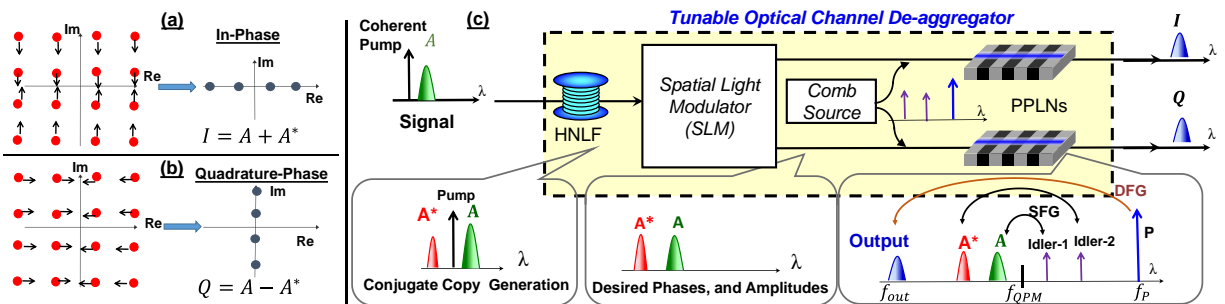 (a)
Im
In-Phase
Re
Re
I = A + A*
(b)
Im
Quadrature-Phase
Im
Re
Re
Q = A − A*
(c)
Tunable Optical Channel De-aggregator
Coherent
Pump
A
λ
Signal
HNLF
Spatial Light
Modulator
(SLM)
Comb
Source
λ
PPLNs
I
λ
Q
λ
Pump
A*
A
λ
Conjugate Copy Generation
A*
A
λ
Desired Phases, and Amplitudes
DFG
SFG
Output
A*
A
Idler-1
Idler-2
P
λ
f_out
f_QPM
f_P